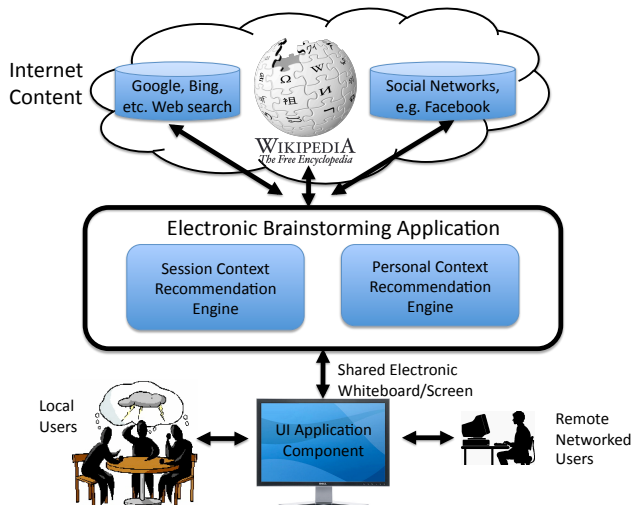 Internet
Content
Google, Bing,
etc. Web search
Social Networks,
e.g. Facebook
Ω
W
И
WIKIPEDIA
The Free Encyclopedia
Electronic Brainstorming Application
Session Context
Recommendation
Engine
Personal Context
Recommendation
Engine
Shared Electronic
Whiteboard/Screen
Local
Users
UI Application
Component
Remote
Networked
Users